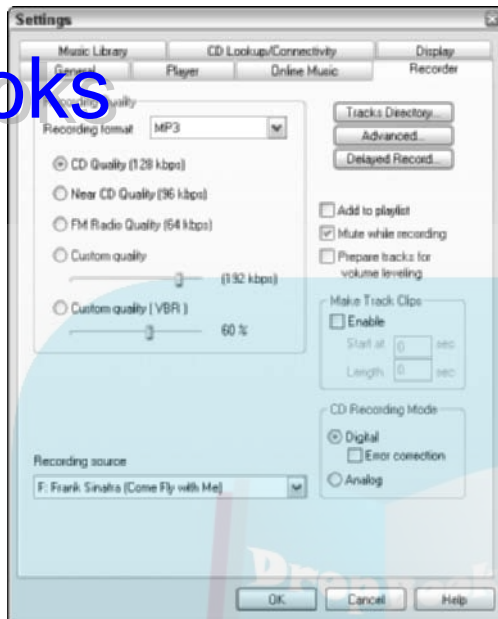 Settings
Music Library
CD Lookup/Connectivity
Display
General
Player
Online Music
Recorder
oks
Recording Quality
Recording format
MP3
CD Quality (128 kbps)
Near CD Quality (96 kbps)
FM Radio Quality (64 kbps)
Custom quality
(192 kbps)
Custom quality ( VBR )
60 %
Tracks Directory...
Advanced...
Delayed Record...
Add to playlist
Mute while recording
Prepare tracks for
volume leveling
Make Track Clips
Enable
Start at
0
sec
Length
0
sec
CD Recording Mode
Digital
Error correction
Analog
Recording source
F: Frank Sinatra (Come Fly with Me)
OK
Cancel
Help